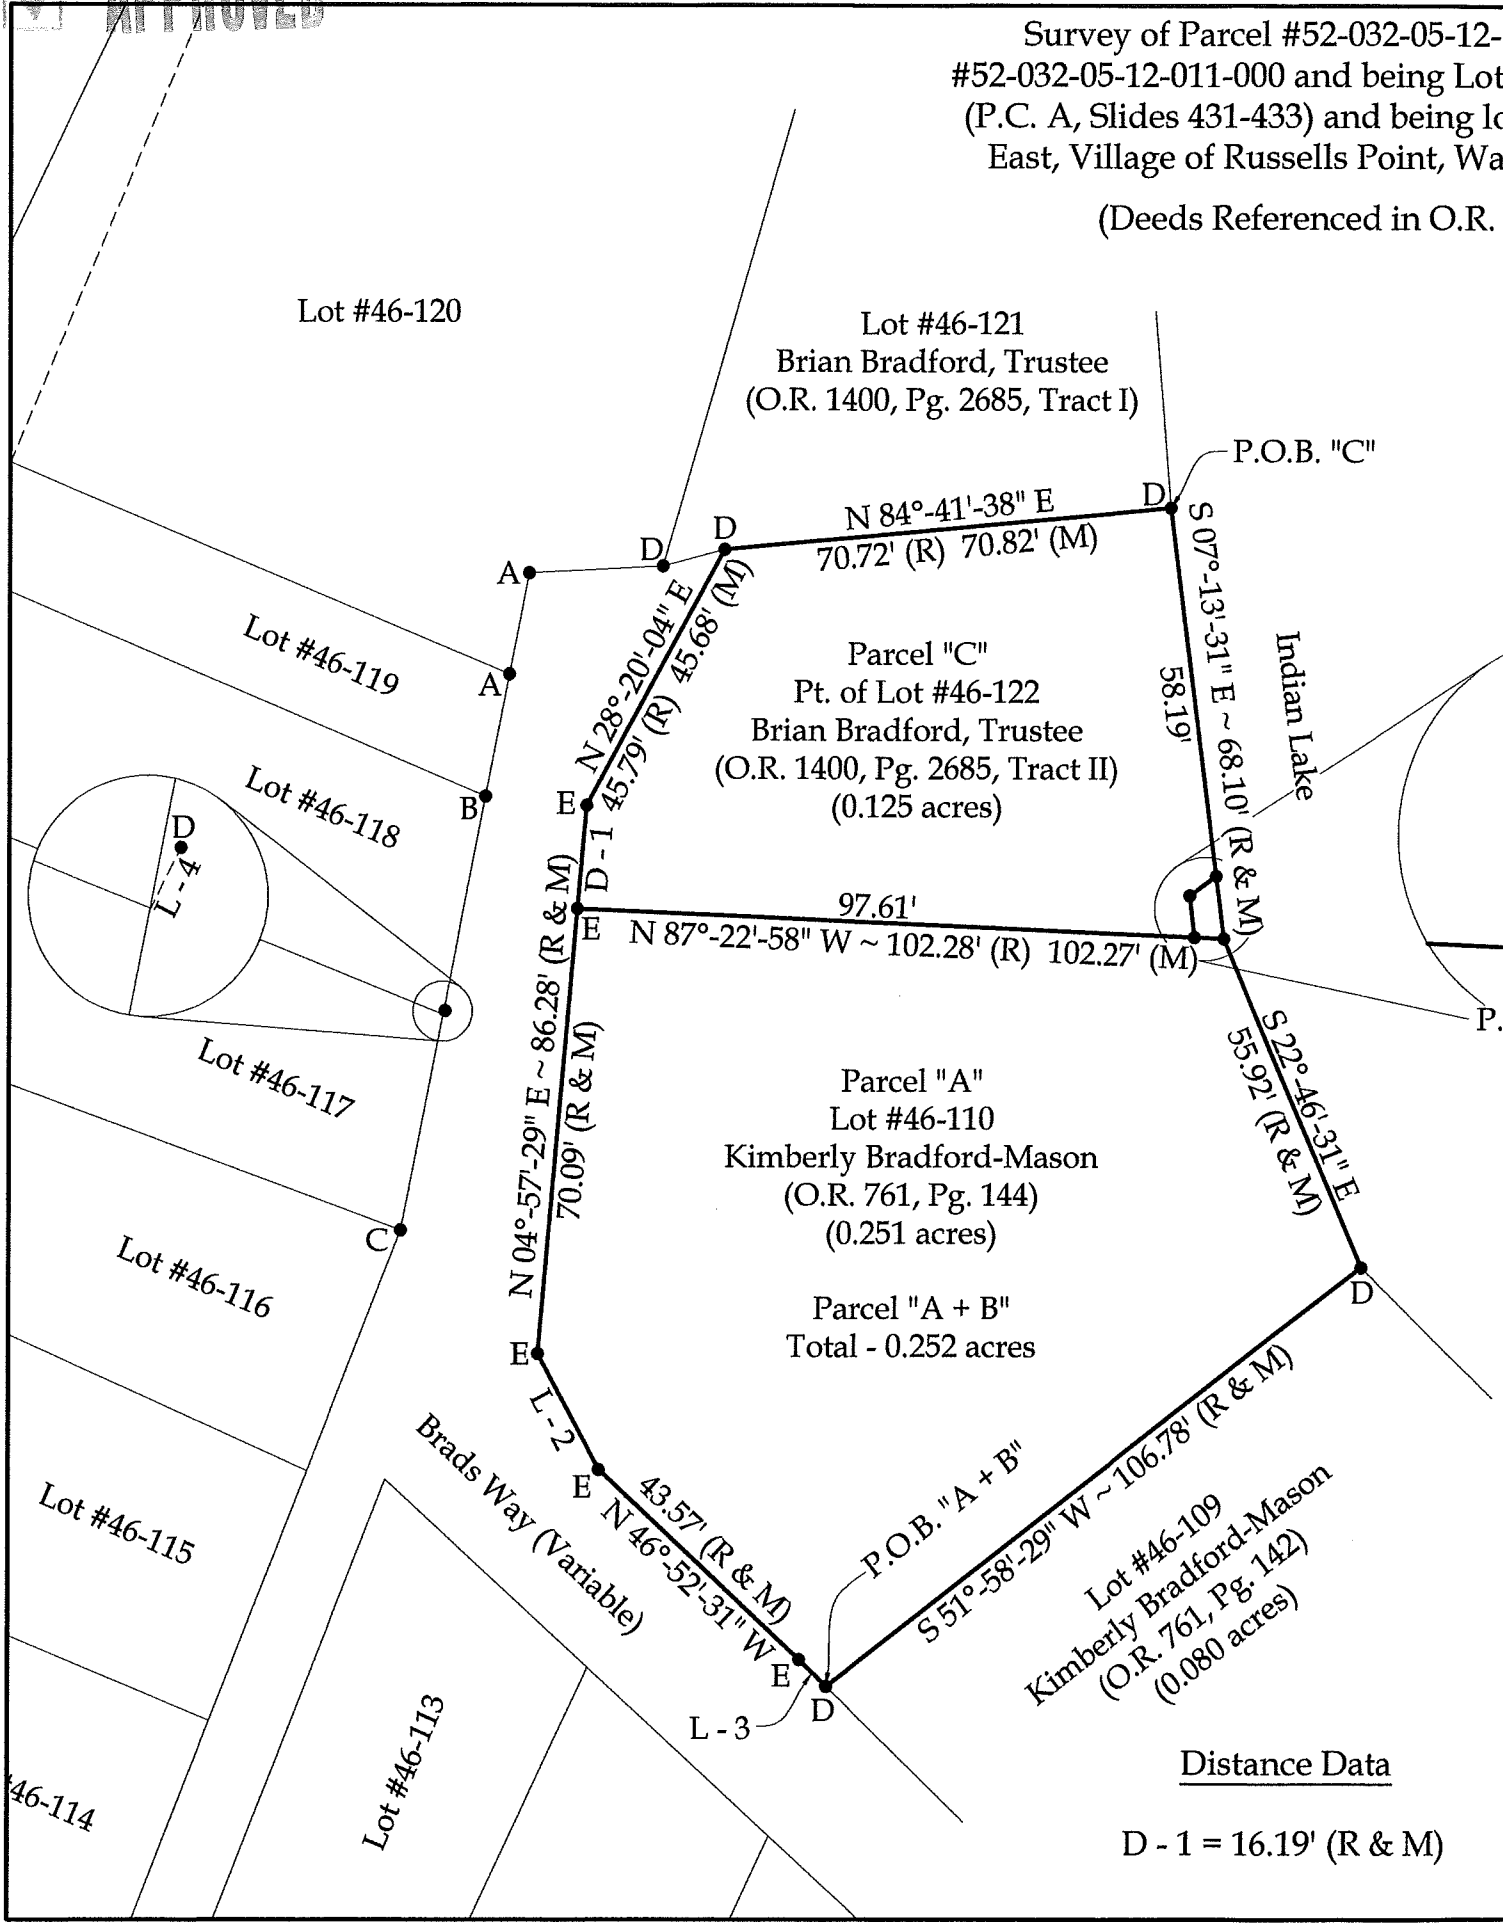 APPROVED
Survey of Parcel #52-032-05-12-
#52-032-05-12-011-000 and being Lot
(P.C. A, Slides 431-433) and being lo
East, Village of Russells Point, Wa
(Deeds Referenced in O.R.
Lot #46-120
Lot #46-121
Brian Bradford, Trustee
(O.R. 1400, Pg. 2685, Tract I)
P.O.B. "C"
D
N 84°-41'-38" E
70.72' (R) 70.82' (M)
D
D
A
S 07°-13'-31" E ~ 68.10' (R & M)
58.19'
Indian Lake
N 28°-20'-04" E
45.79' (R) 45.68' (M)
Lot #46-119
A
Parcel "C"
Pt. of Lot #46-122
Brian Bradford, Trustee
(O.R. 1400, Pg. 2685, Tract II)
(0.125 acres)
Lot #46-118
B
E
D - 1
D
L - 4
97.61'
E
N 87°-22'-58" W ~ 102.28' (R) 102.27' (M)
N 04°-57'-29" E ~ 86.28' (R & M)
70.09' (R & M)
P.
S 22°-46'-31" E
55.92' (R & M)
Lot #46-117
Parcel "A"
Lot #46-110
Kimberly Bradford-Mason
(O.R. 761, Pg. 144)
(0.251 acres)
C
Lot #46-116
D
Parcel "A + B"
Total - 0.252 acres
E
L - 2
Brads Way (Variable)
E
43.57' (R & M)
N 46°-52'-31" W
P.O.B. "A + B"
S 51°-58'-29" W ~ 106.78' (R & M)
Lot #46-109
Kimberly Bradford-Mason
(O.R. 761, Pg. 142)
(0.080 acres)
Lot #46-115
E
D
L - 3
Lot #46-113
46-114
Distance Data
D - 1 = 16.19' (R & M)